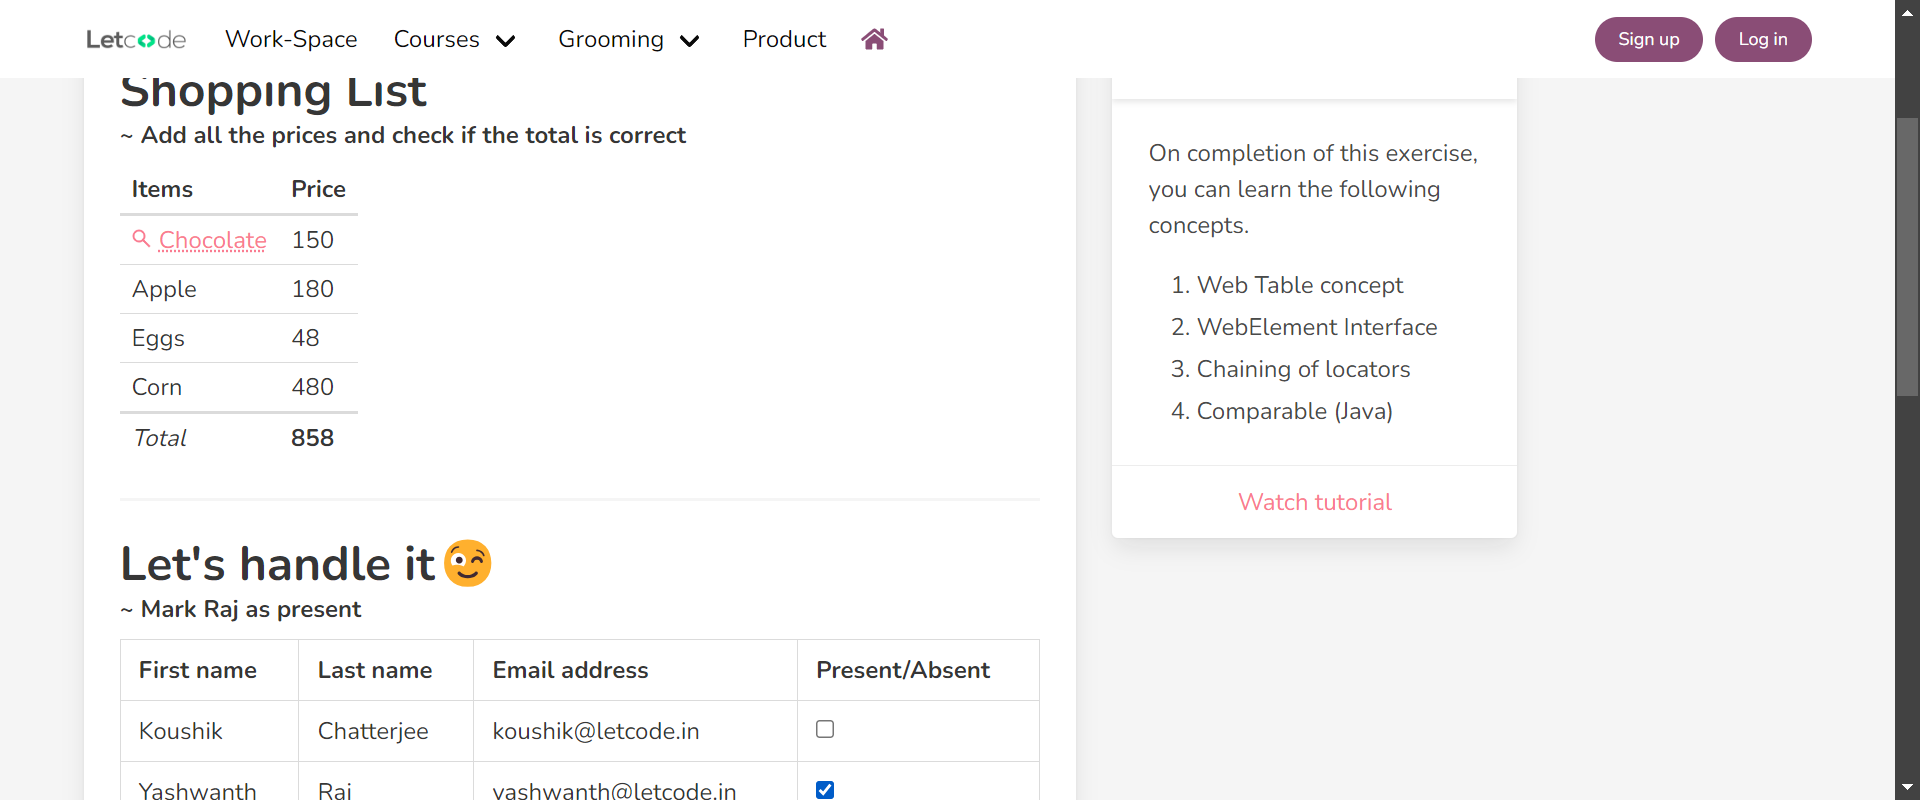 Letcode Work-Space Courses Grooming Product Sign up Log in
Shopping List
~ Add all the prices and check if the total is correct
Items Price
Chocolate 150
Apple 180
Eggs 48
Corn 480
Total 858
Let's handle it
~ Mark Raj as present
First name Last name Email address Present/Absent
Koushik Chatterjee koushik@letcode.in
Yashwanth Raj yashwanth@letcode.in
On completion of this exercise,
you can learn the following
concepts.
1. Web Table concept
2. WebElement Interface
3. Chaining of locators
4. Comparable (Java)
Watch tutorial